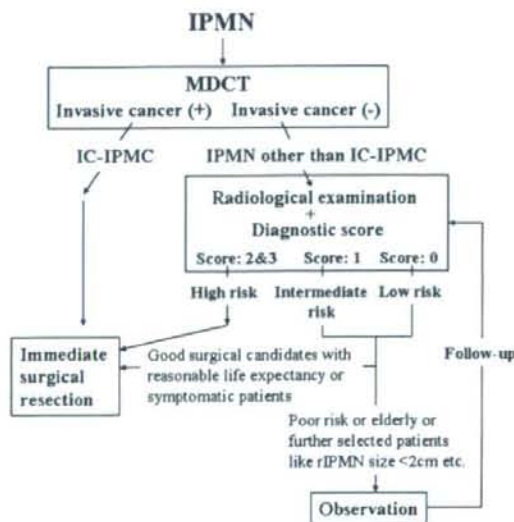 IPMN
MDCT
Invasive cancer (+) Invasive cancer (-)
IC-IPMC
IPMN other than IC-IPMC
Radiological examination
+
Diagnostic score
Score: 2&3 Score: 1 Score: 0
High risk
Intermediate
risk
Low risk
Immediate
surgical
resection
Good surgical candidates with
reasonable life expectancy or
symptomatic patients
Follow-up
Poor risk or elderly or
further selected patients
like rIPMN size <2cm etc.
Observation